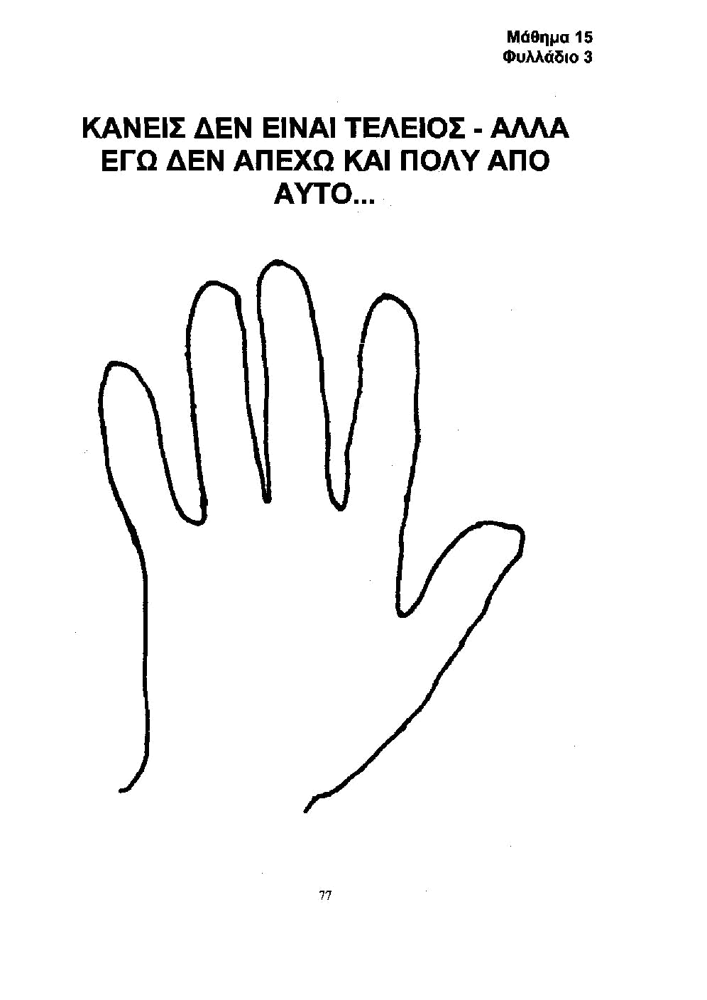 Μάθημα 15
Φυλλάδιο 3
ΚΑΝΕΙΣ ΔΕΝ ΕΙΝΑΙ ΤΕΛΕΙΟΣ - ΑΛΛΑ
ΕΓΩ ΔΕΝ ΑΠΕΧΩ ΚΑΙ ΠΟΛΥ ΑΠΟ
ΑΥΤΟ...
77